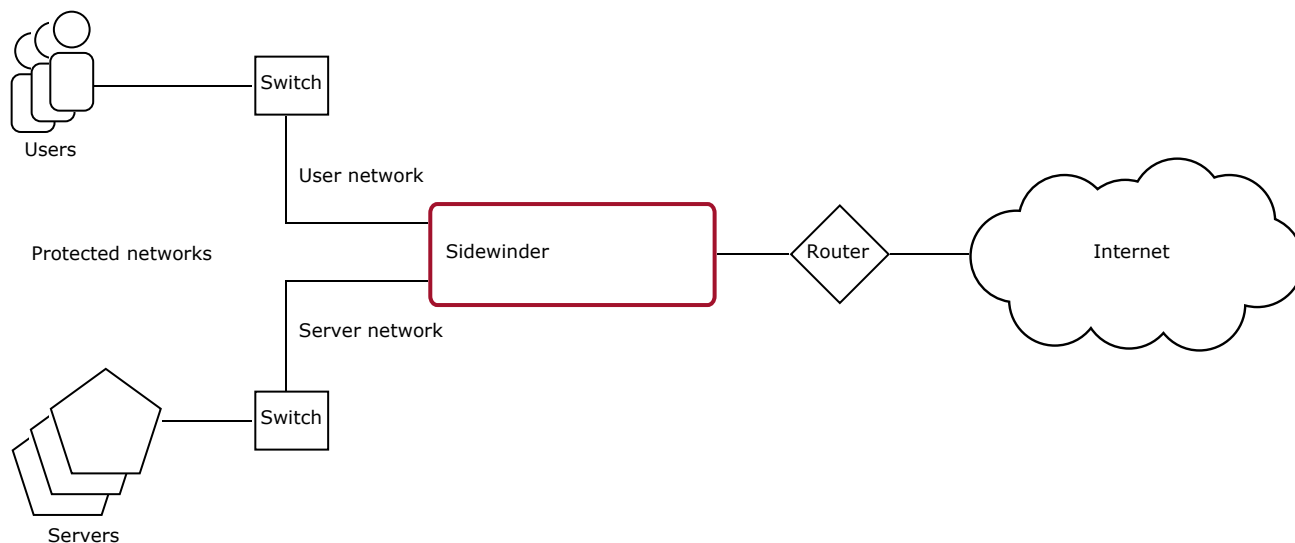 Switch
Users
User network
Protected networks
Sidewinder
Router
Internet
Server network
Switch
Servers